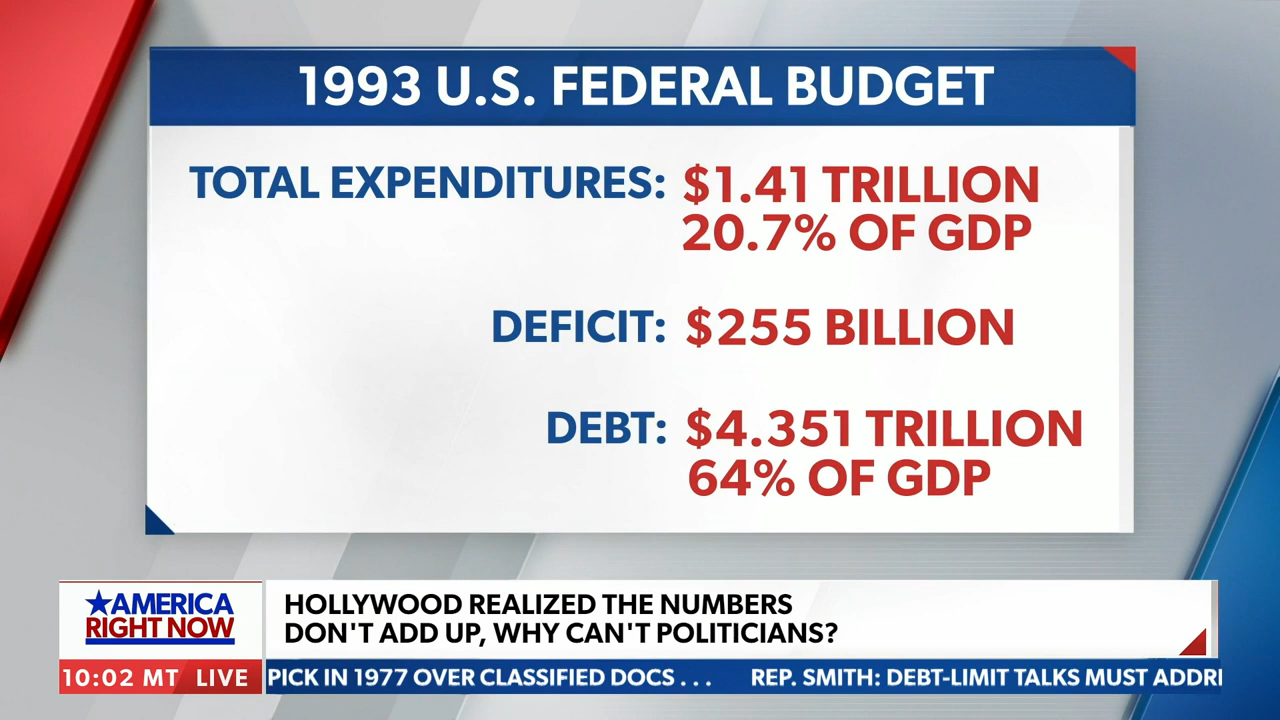 1993 U.S. FEDERAL BUDGET
TOTAL EXPENDITURES: $1.41 TRILLION
20.7% OF GDP
DEFICIT: $255 BILLION
DEBT: $4.351 TRILLION
64% OF GDP
AMERICA
RIGHT NOW
HOLLYWOOD REALIZED THE NUMBERS
DON'T ADD UP, WHY CAN'T POLITICIANS?
10:02 MT LIVE
PICK IN 1977 OVER CLASSIFIED DOCS . . . REP. SMITH: DEBT-LIMIT TALKS MUST ADDR